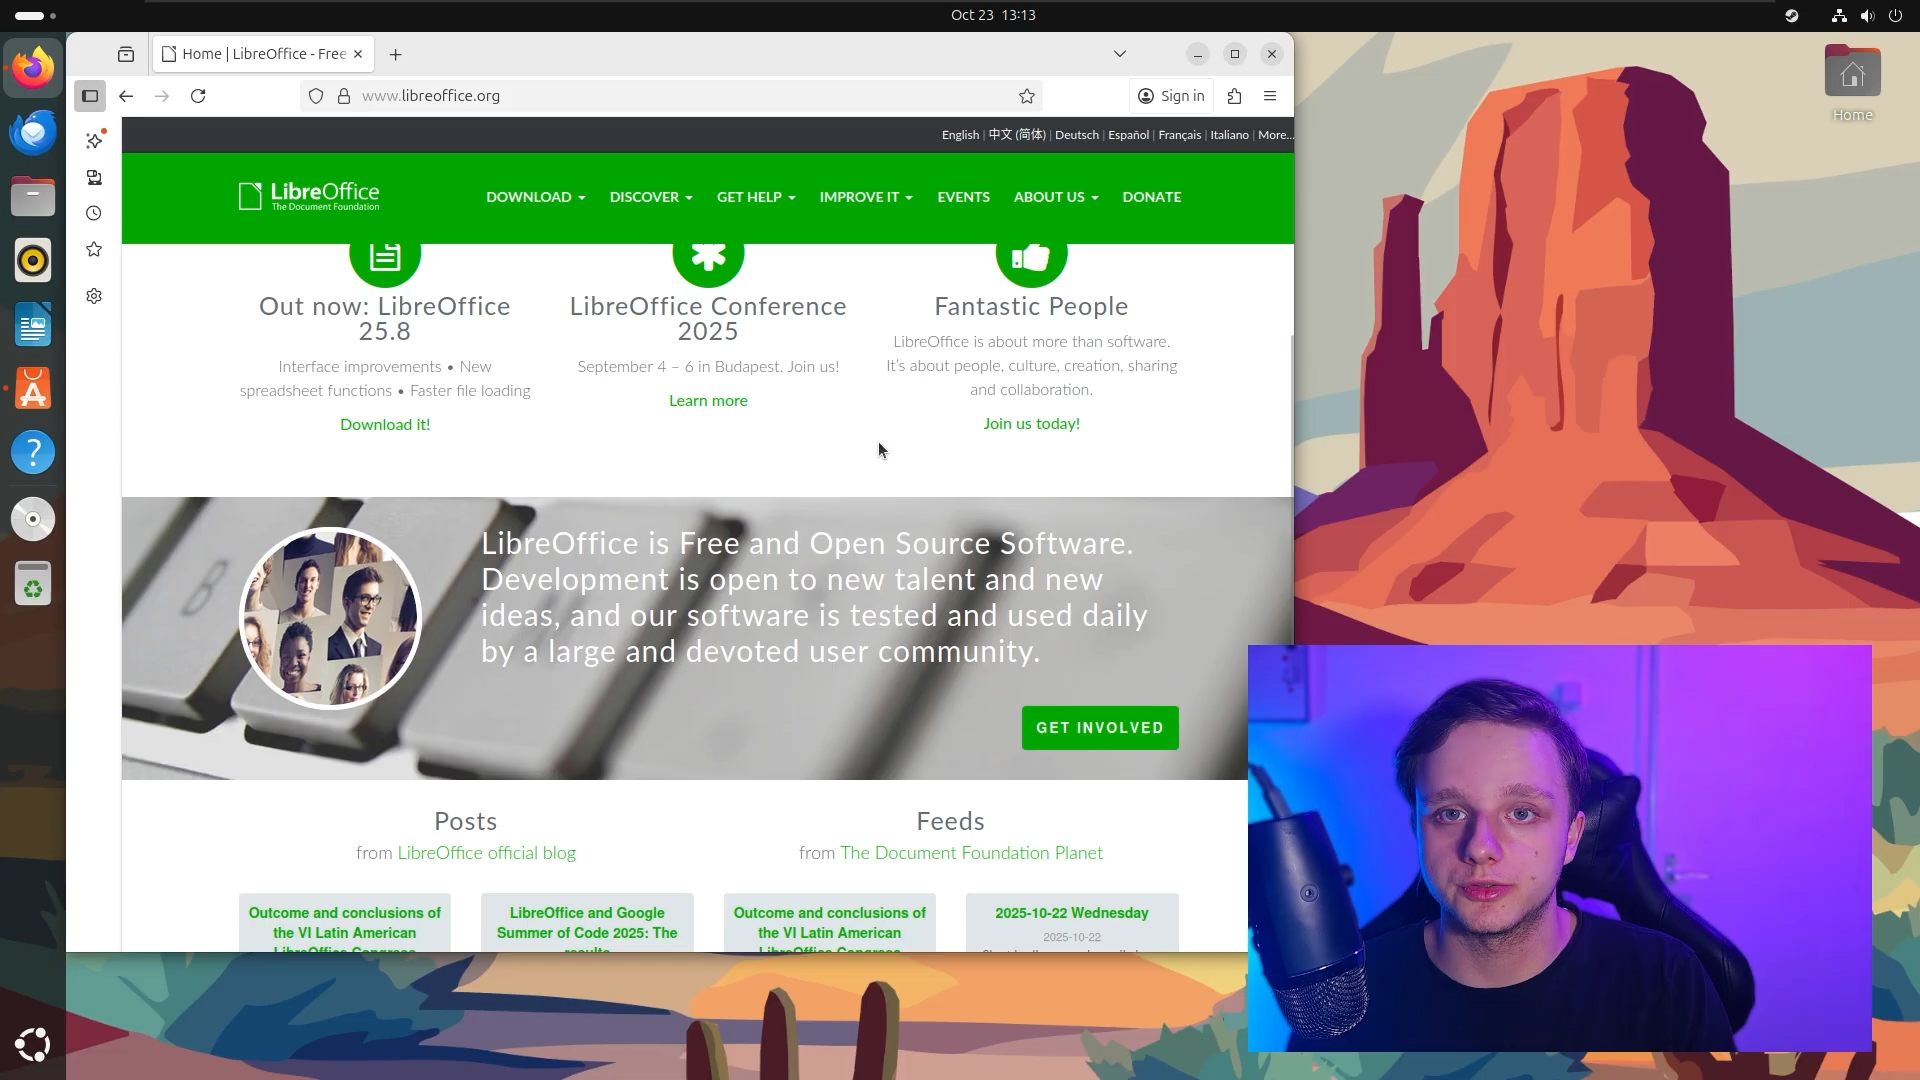 Oct 23 13:13
Home | LibreOffice - Free
www.libreoffice.org
Sign in
Home
English | 中文 (简体) | Deutsch | Español | Français | Italiano | More...
LibreOffice
The Document Foundation
DOWNLOAD
DISCOVER
GET HELP
IMPROVE IT
EVENTS
ABOUT US
DONATE
Out now: LibreOffice
25.8
Interface improvements • New
spreadsheet functions • Faster file loading
Download it!
LibreOffice Conference
2025
September 4 – 6 in Budapest. Join us!
Learn more
Fantastic People
LibreOffice is about more than software.
It's about people, culture, creation, sharing
and collaboration.
Join us today!
LibreOffice is Free and Open Source Software.
Development is open to new talent and new
ideas, and our software is tested and used daily
by a large and devoted user community.
GET INVOLVED
Posts
from LibreOffice official blog
Feeds
from The Document Foundation Planet
Outcome and conclusions of
the VI Latin American
LibreOffice Congress
LibreOffice and Google
Summer of Code 2025: The
results
Outcome and conclusions of
the VI Latin American
LibreOffice Congress
2025-10-22 Wednesday
2025-10-22